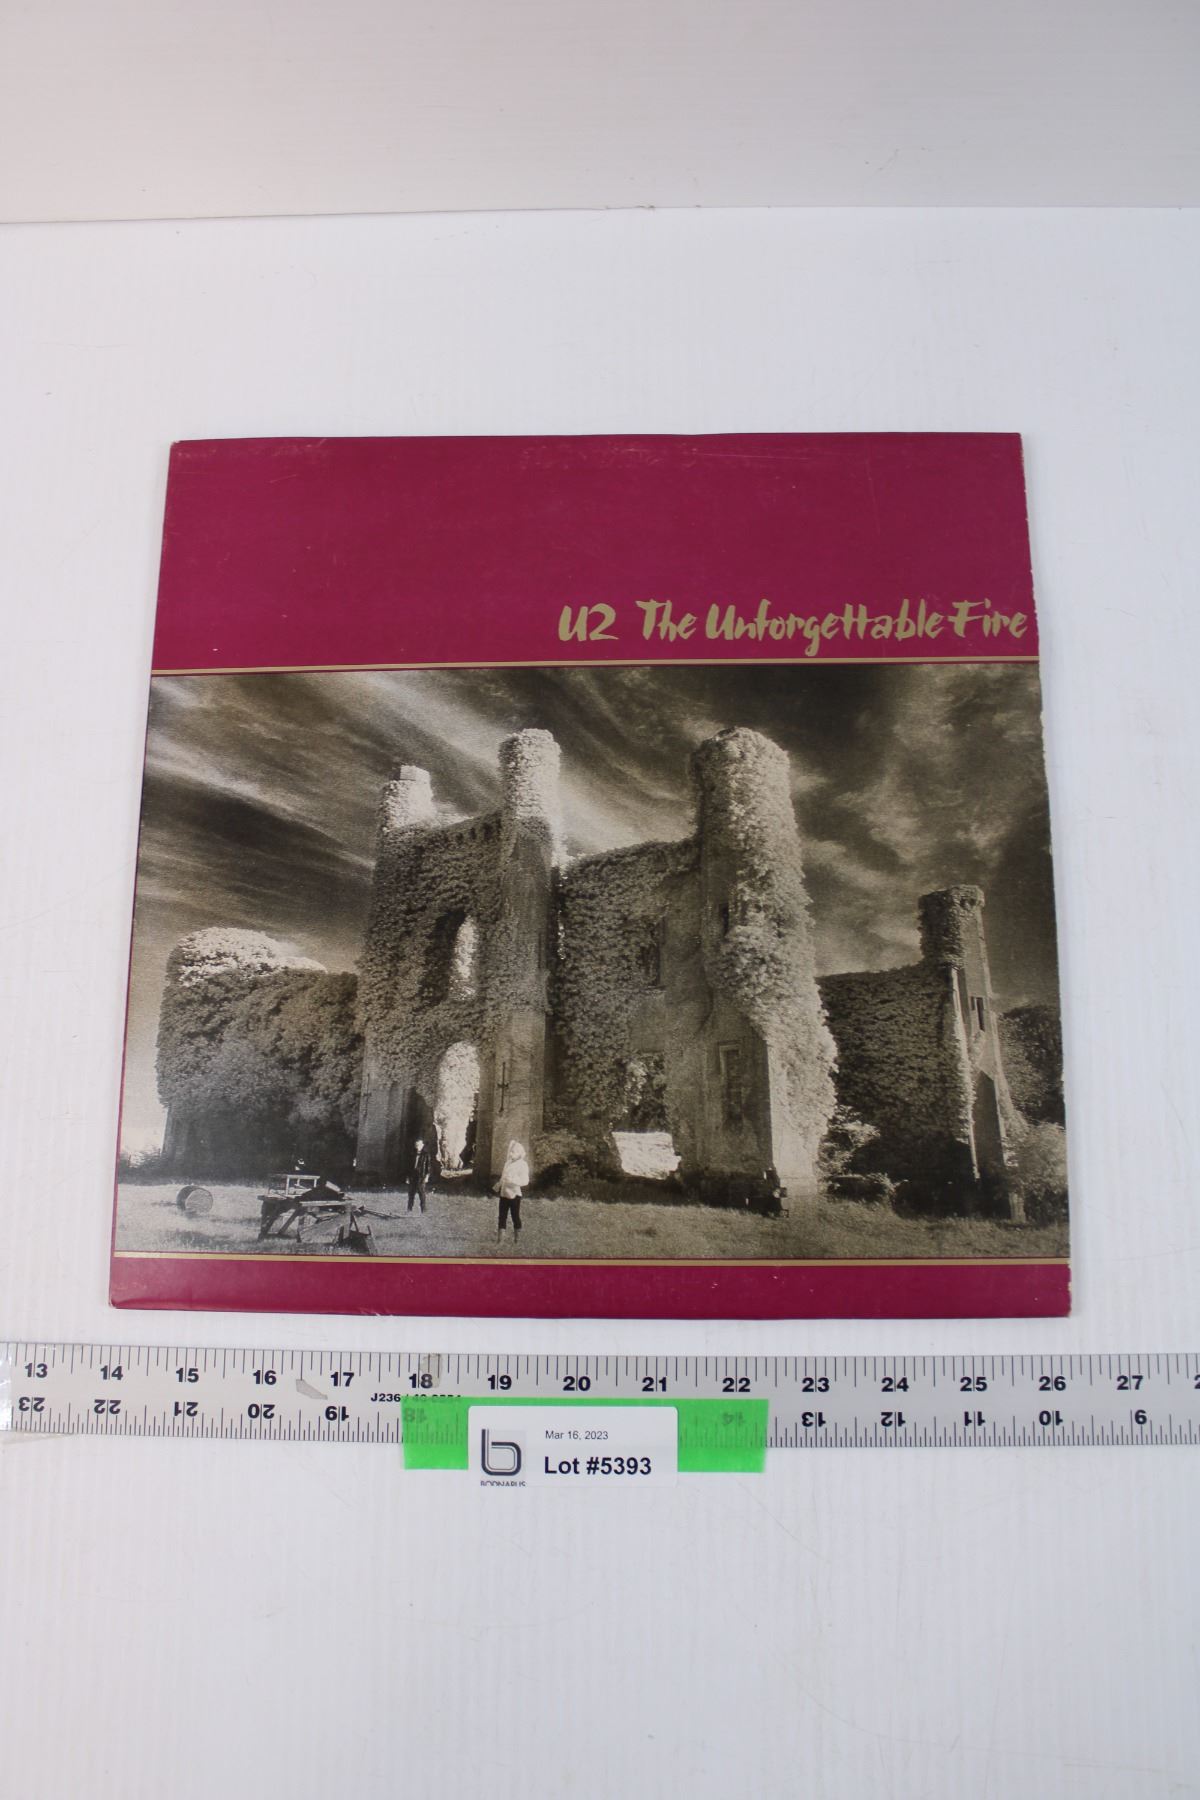 U2 The Unforgettable Fire
13 14 15 16 17 18 19 20 21 22 23 24 25 26 27
23 22 21 20 19 18 14 13 12 11 10 9
Mar 16, 2023
Lot #5393